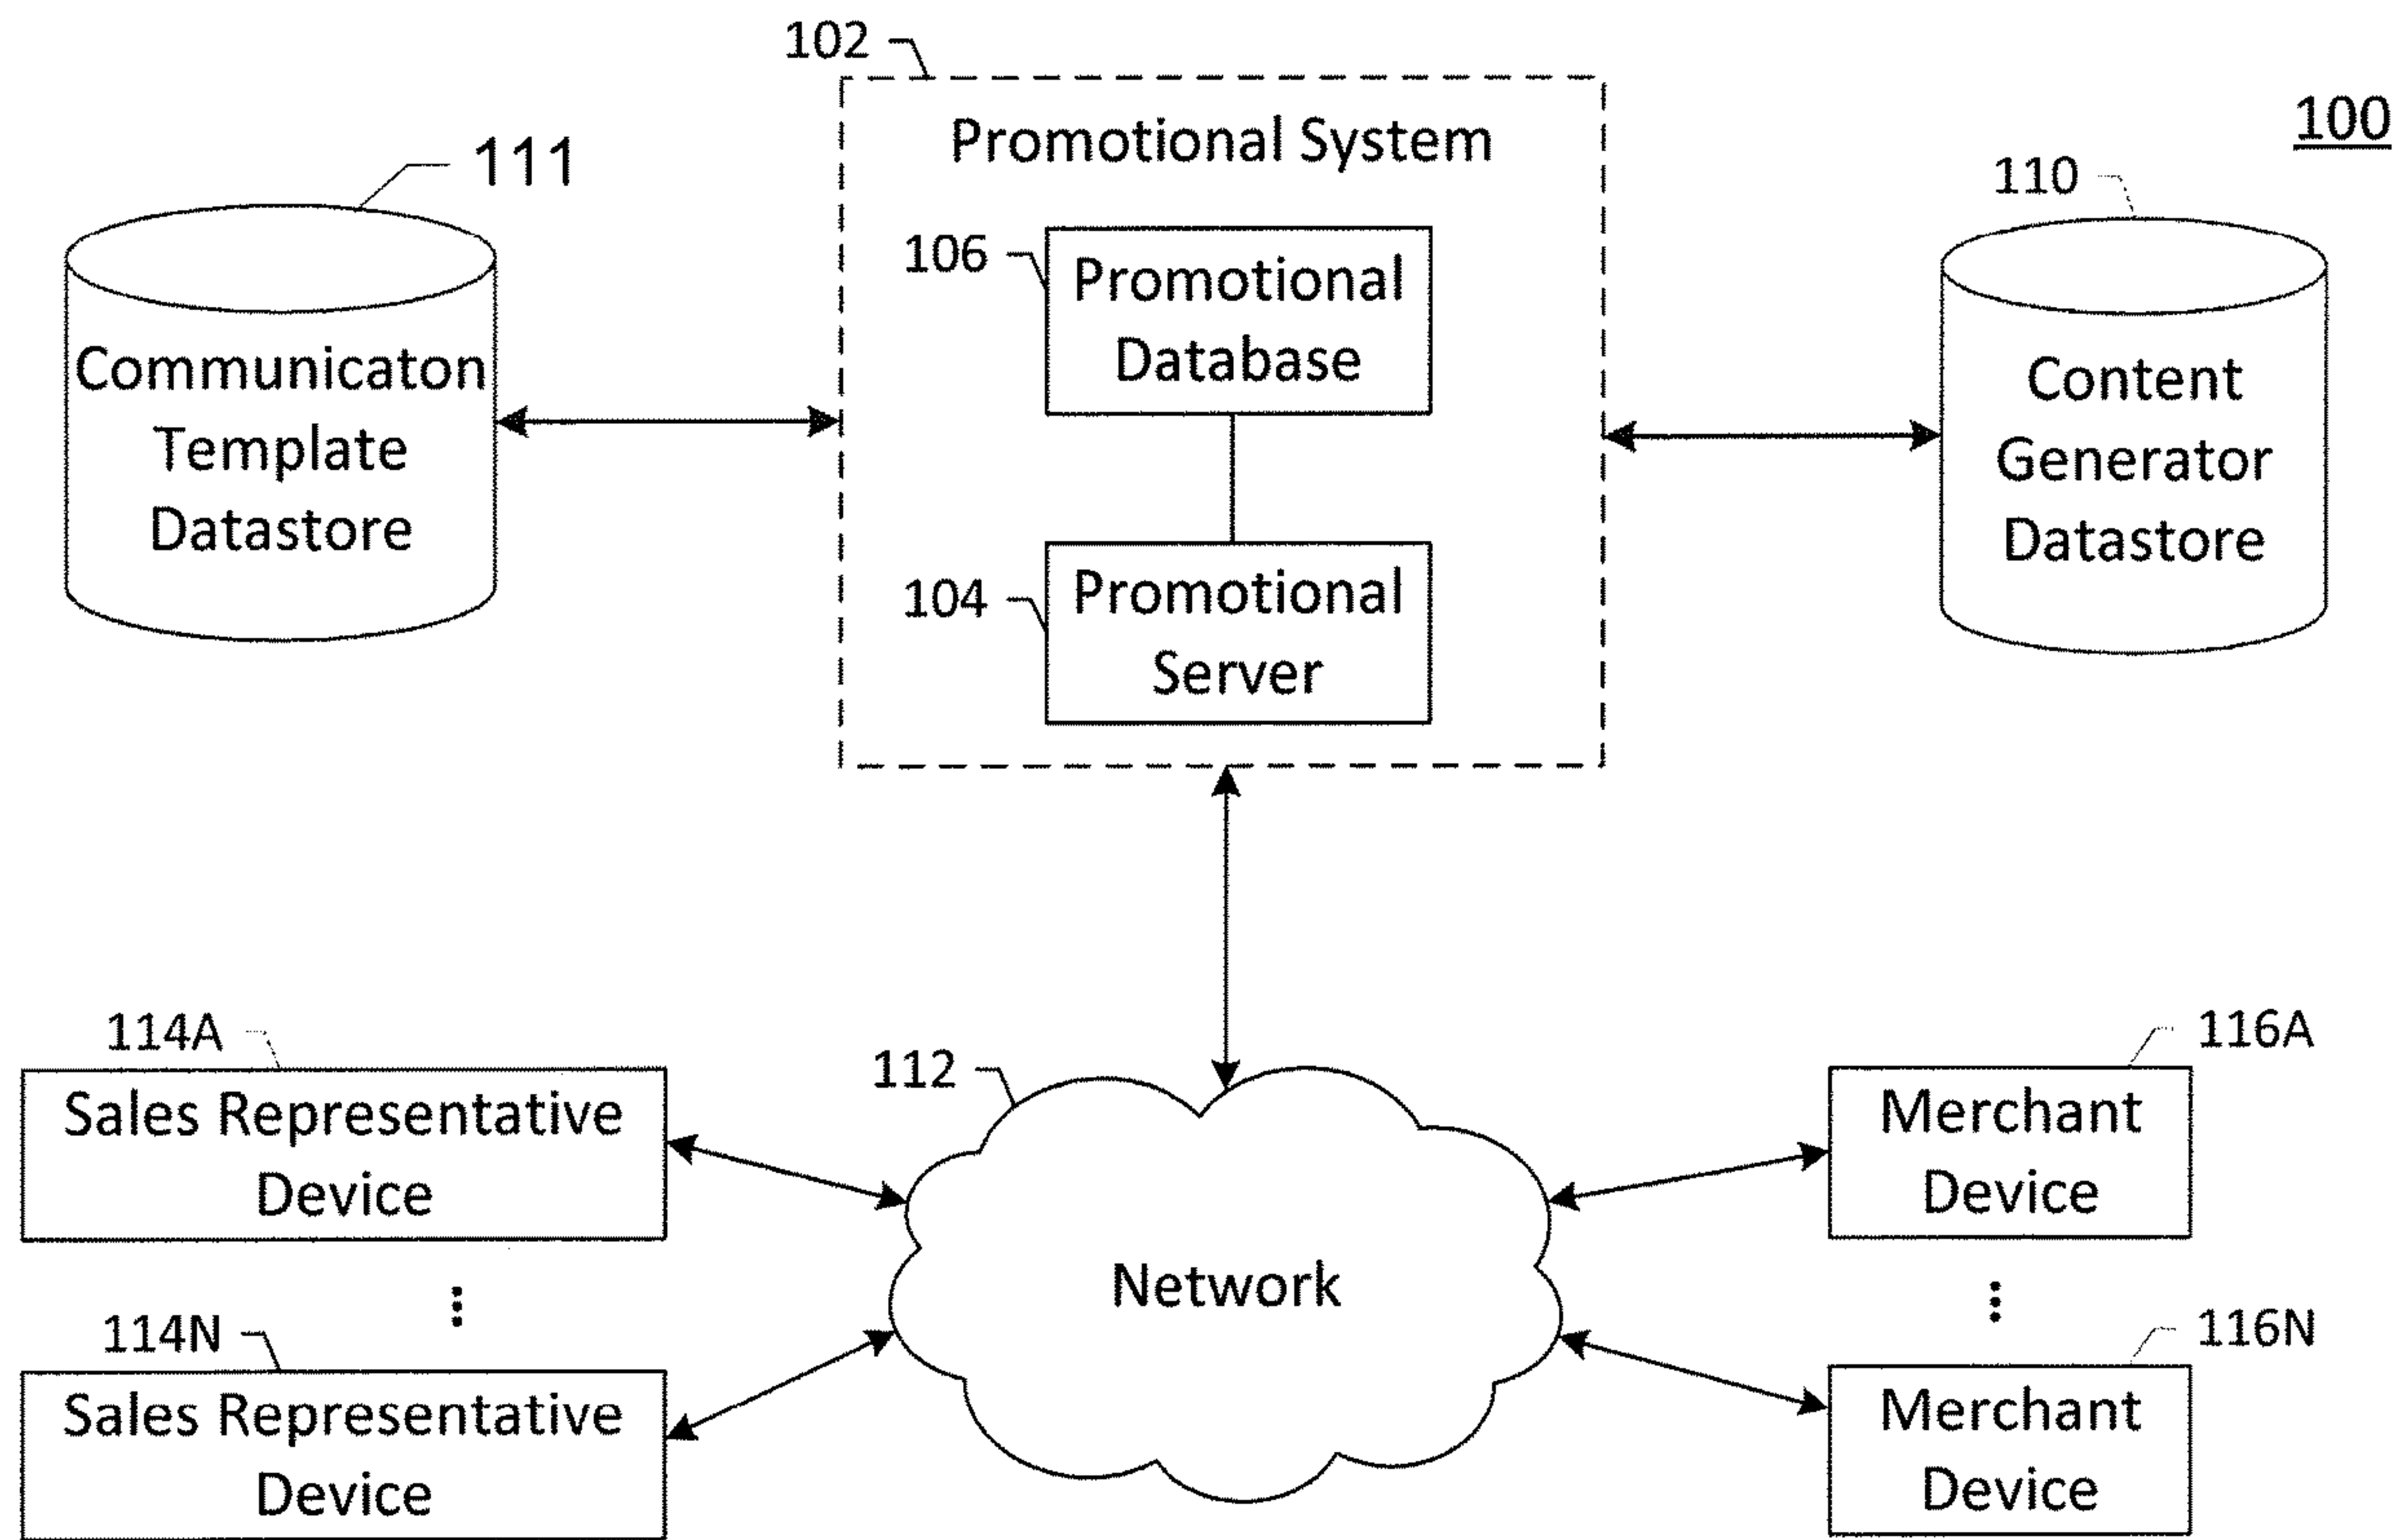 102
Promotional System
100
111
110
106
Promotional
Database
Communicaton
Template
Datastore
Content
Generator
Datastore
104
Promotional
Server
114A
Sales Representative
Device
112
116A
Merchant
Device
Network
114N
Sales Representative
Device
116N
Merchant
Device